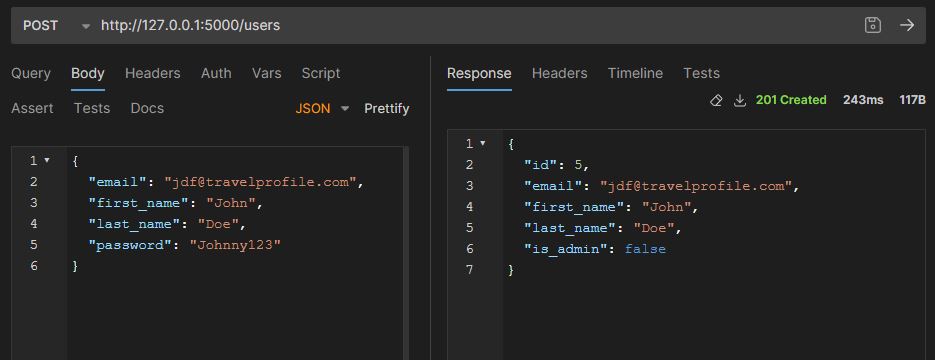 POST http://127.0.0.1:5000/users
Query Body Headers Auth Vars Script
Assert Tests Docs JSON Prettify
1 {
2 "email": "jdf@travelprofile.com",
3 "first_name": "John",
4 "last_name": "Doe",
5 "password": "Johnny123"
6 }
Response Headers Timeline Tests
201 Created 243ms 117B
1 {
2 "id": 5,
3 "email": "jdf@travelprofile.com",
4 "first_name": "John",
5 "last_name": "Doe",
6 "is_admin": false
7 }